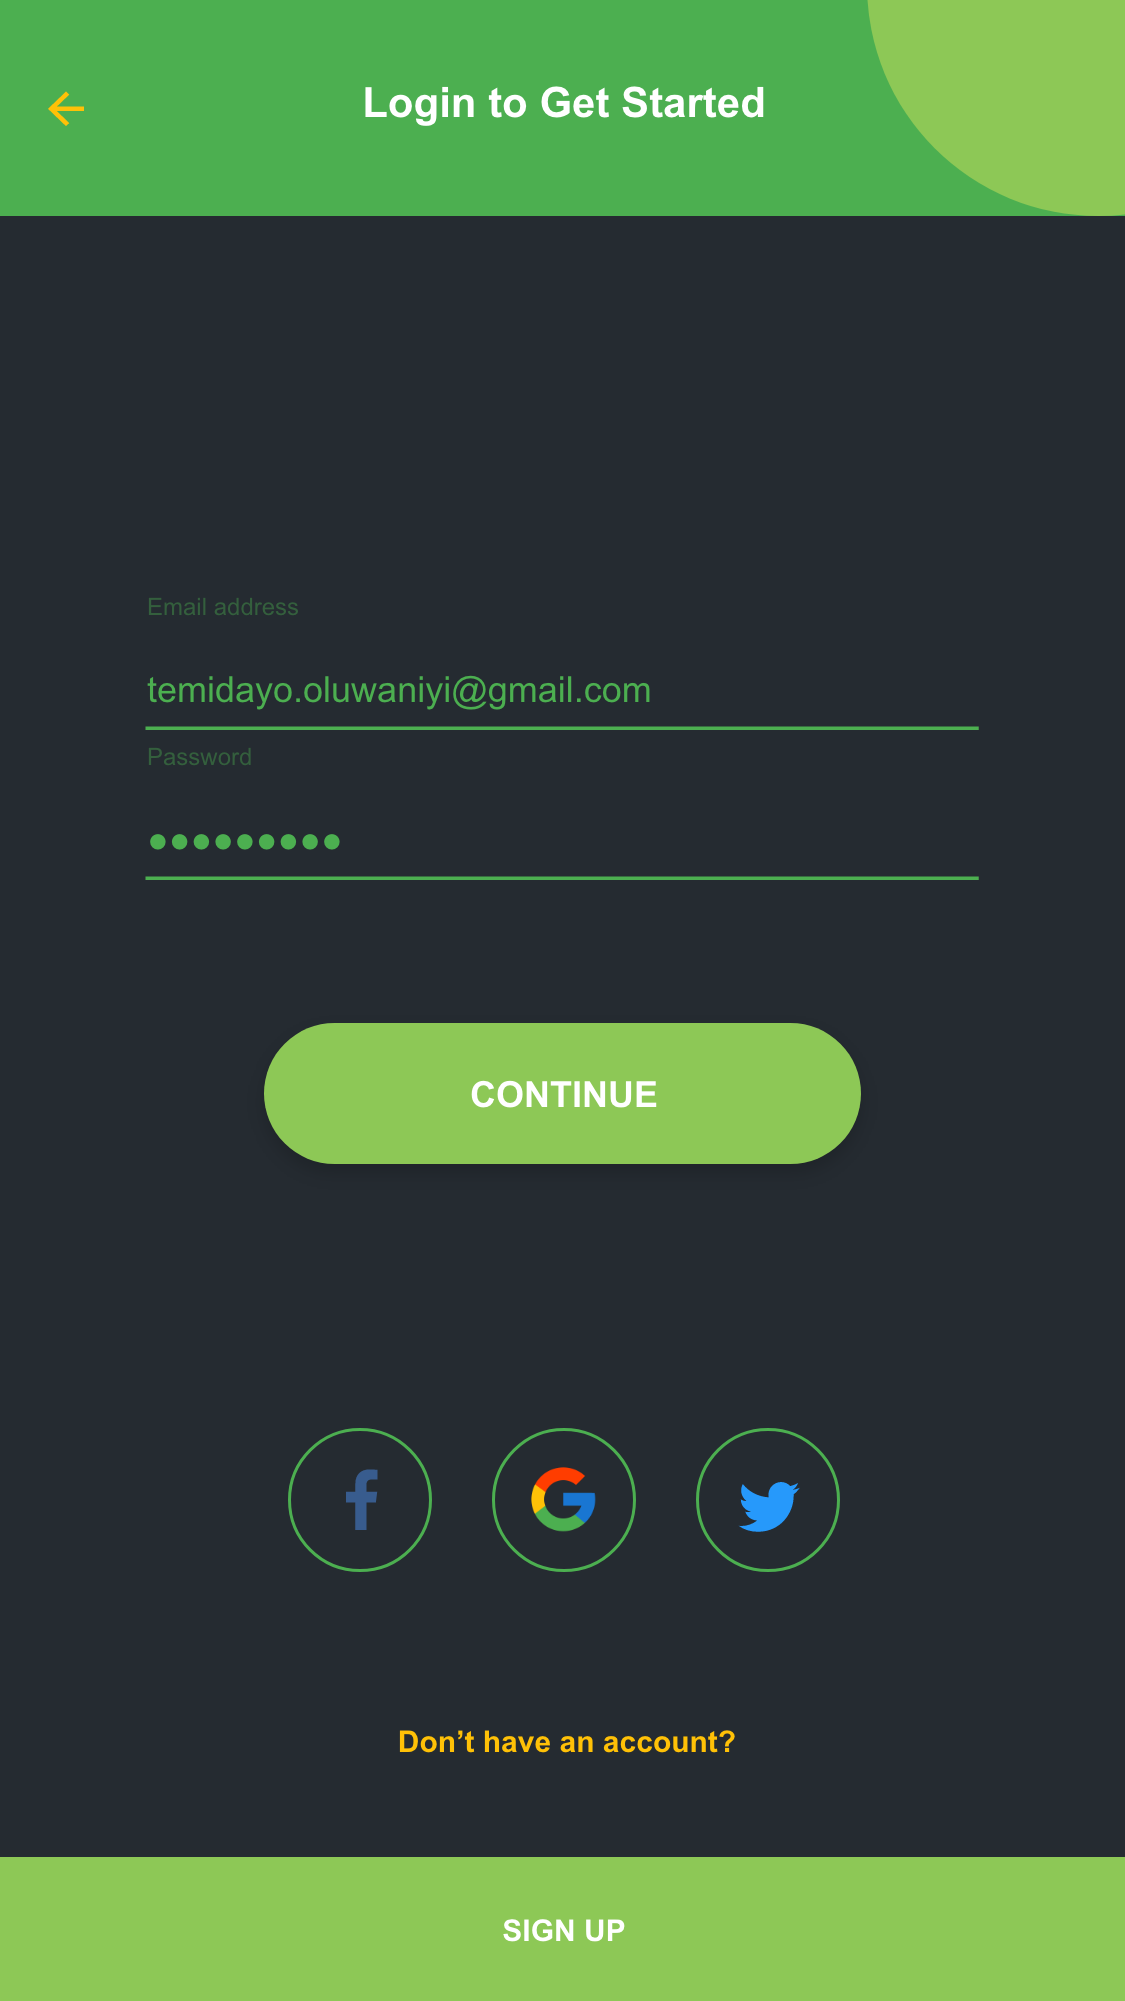 Login to Get Started
Email address
temidayo.oluwaniyi@gmail.com
Password
●●●●●●●●●
CONTINUE
Don’t have an account?
SIGN UP